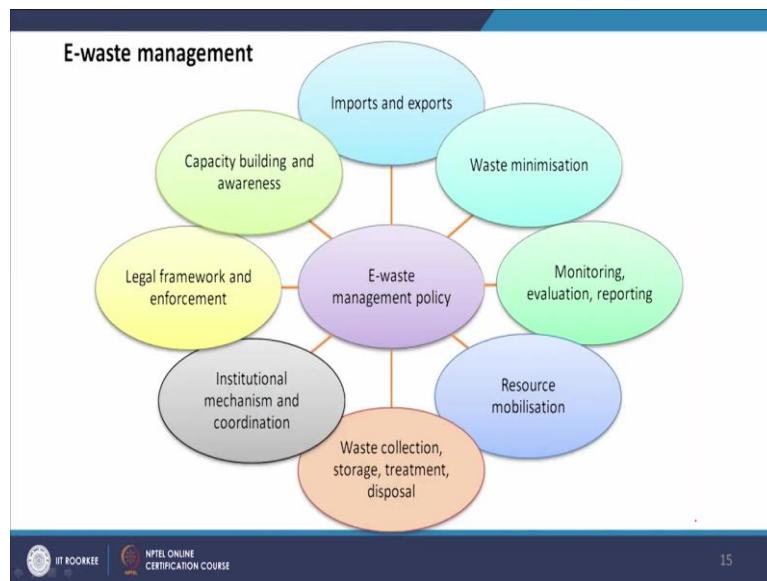 E-waste management
Imports and exports
Waste minimisation
Monitoring,
evaluation, reporting
Resource
mobilisation
Waste collection,
storage, treatment,
disposal
Institutional
mechanism and
coordination
Legal framework and
enforcement
Capacity building and
awareness
E-waste
management policy
IIT ROORKEE
NPTEL ONLINE
CERTIFICATION COURSE
15